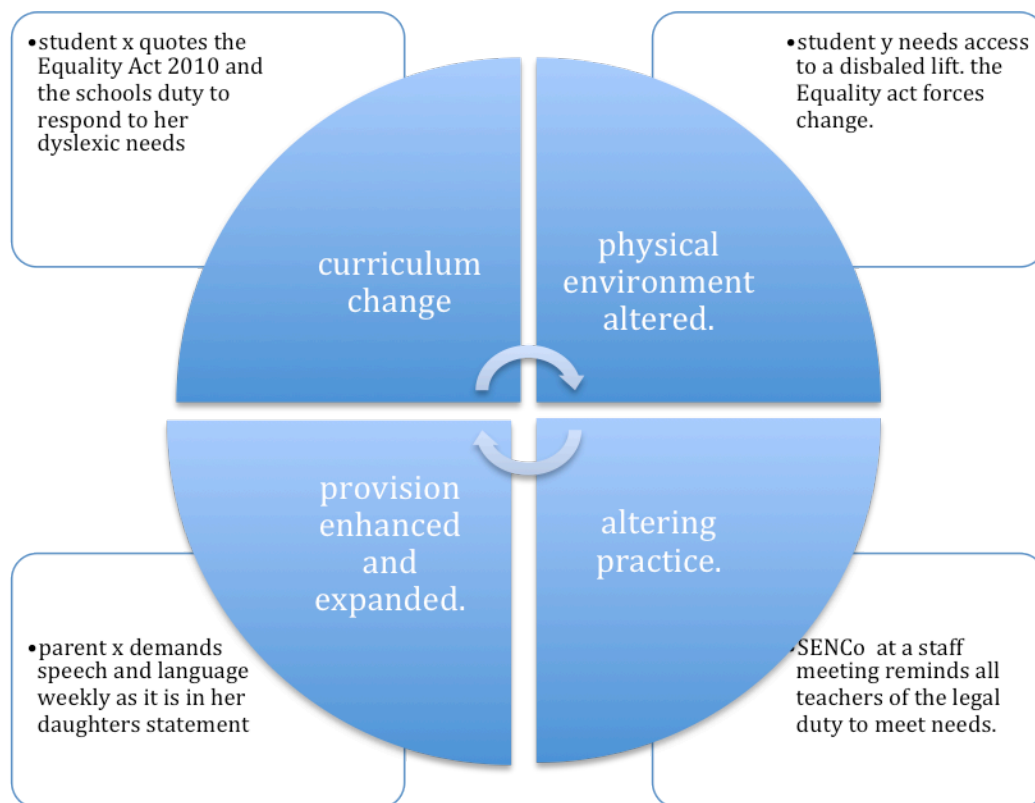 •student x quotes the
Equality Act 2010 and
the schools duty to
respond to her
dyslexic needs
•student y needs access
to a disbaled lift. the
Equality act forces
change.
curriculum
change
physical
environment
altered.
provision
enhanced
and
expanded.
altering
practice.
•parent x demands
speech and language
weekly as it is in her
daughters statement
•SENCo at a staff
meeting reminds all
teachers of the legal
duty to meet needs.